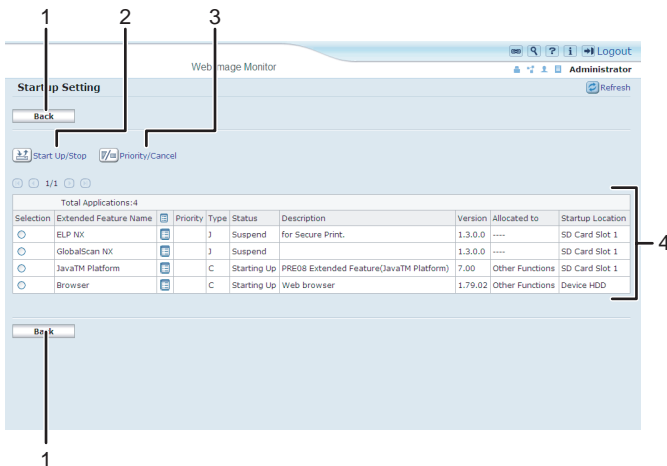 1 2 3
Logout
Web Image Monitor
Administrator
Startup Setting
Refresh
Back
Start Up/Stop Priority/Cancel
1/1
Total Applications:4
4
Selection Extended Feature Name Priority Type Status Description Version Allocated to Startup Location
ELP NX J Suspend for Secure Print. 1.3.0.0 ---- SD Card Slot 1
GlobalScan NX J Suspend 1.3.0.0 ---- SD Card Slot 1
JavaTM Platform C Starting Up PRE08 Extended Feature(JavaTM Platform) 7.00 Other Functions SD Card Slot 1
Browser C Starting Up Web browser 1.79.02 Other Functions Device HDD
Back
1